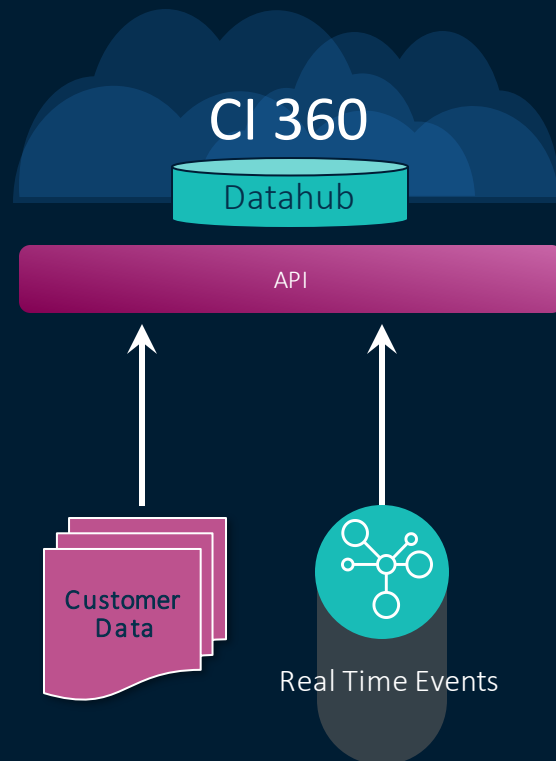 CI 360
Datahub
API
Customer
Data
Real Time Events